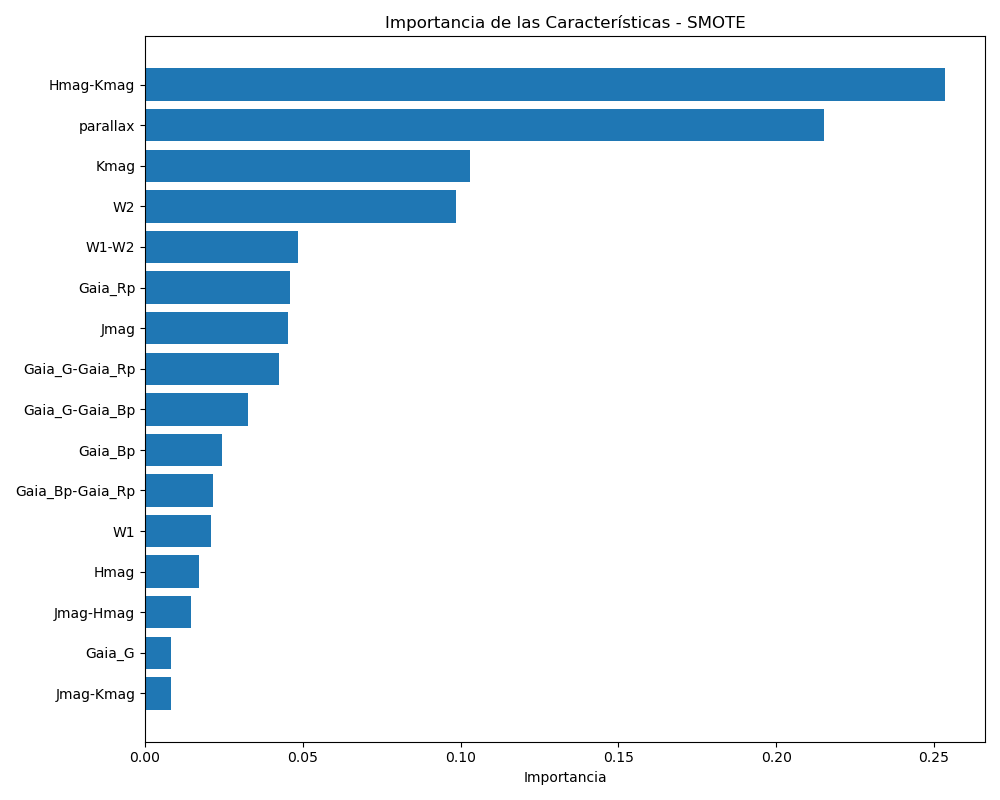 Importancia de las Características - SMOTE
Hmag-Kmag
parallax
Kmag
W2
W1-W2
Gaia_Rp
Jmag
Gaia_G-Gaia_Rp
Gaia_G-Gaia_Bp
Gaia_Bp
Gaia_Bp-Gaia_Rp
W1
Hmag
Jmag-Hmag
Gaia_G
Jmag-Kmag
0.00 0.05 0.10 0.15 0.20 0.25
Importancia